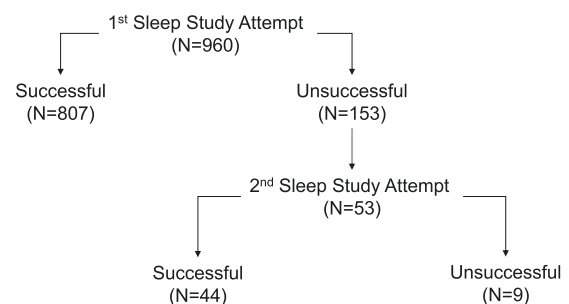 1st Sleep Study Attempt
(N=960)
Successful
(N=807)
Unsuccessful
(N=153)
2nd Sleep Study Attempt
(N=53)
Successful
(N=44)
Unsuccessful
(N=9)